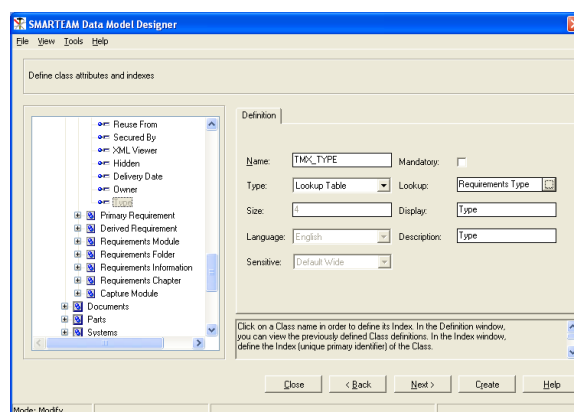 SMARTEAM Data Model Designer
File View Tools Help
Define class attributes and indexes
Reuse From
Secured By
XML Viewer
Hidden
Delivery Date
Owner
Type
Primary Requirement
Derived Requirement
Requirements Module
Requirements Folder
Requirements Information
Requirements Chapter
Capture Module
Documents
Parts
Systems
Definition
Name: TMX_TYPE Mandatory:
Type: Lookup Table Lookup: Requirements Type
Size: 4 Display: Type
Language: English Description: Type
Sensitive: Default Wide
Click on a Class name in order to define its Index. In the Definition window,
you can view the previously defined Class definitions. In the Index window,
define the Index (unique primary identifier) of the Class.
Close < Back Next > Create Help
Mode: Modify